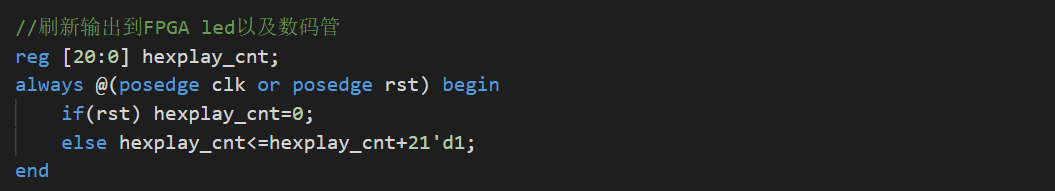 //刷新输出到FPGA led以及数码管
reg [20:0] hexplay_cnt;
always @(posedge clk or posedge rst) begin
    if(rst) hexplay_cnt=0;
    else hexplay_cnt<=hexplay_cnt+21'd1;
end